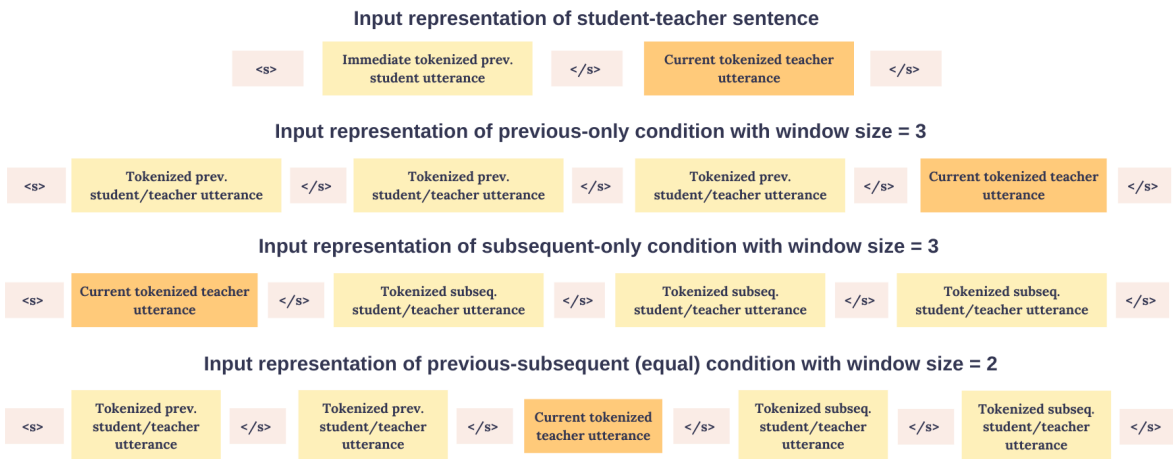 Input representation of student-teacher sentence
<s> Immediate tokenized prev. student utterance </s> Current tokenized teacher utterance </s>
Input representation of previous-only condition with window size = 3
<s> Tokenized prev. student/teacher utterance </s> Tokenized prev. student/teacher utterance </s> Tokenized prev. student/teacher utterance </s> Current tokenized teacher utterance </s>
Input representation of subsequent-only condition with window size = 3
<s> Current tokenized teacher utterance </s> Tokenized subseq. student/teacher utterance </s> Tokenized subseq. student/teacher utterance </s> Tokenized subseq. student/teacher utterance </s>
Input representation of previous-subsequent (equal) condition with window size = 2
<s> Tokenized prev. student/teacher utterance </s> Tokenized prev. student/teacher utterance </s> Current tokenized teacher utterance </s> Tokenized subseq. student/teacher utterance </s> Tokenized subseq. student/teacher utterance </s>